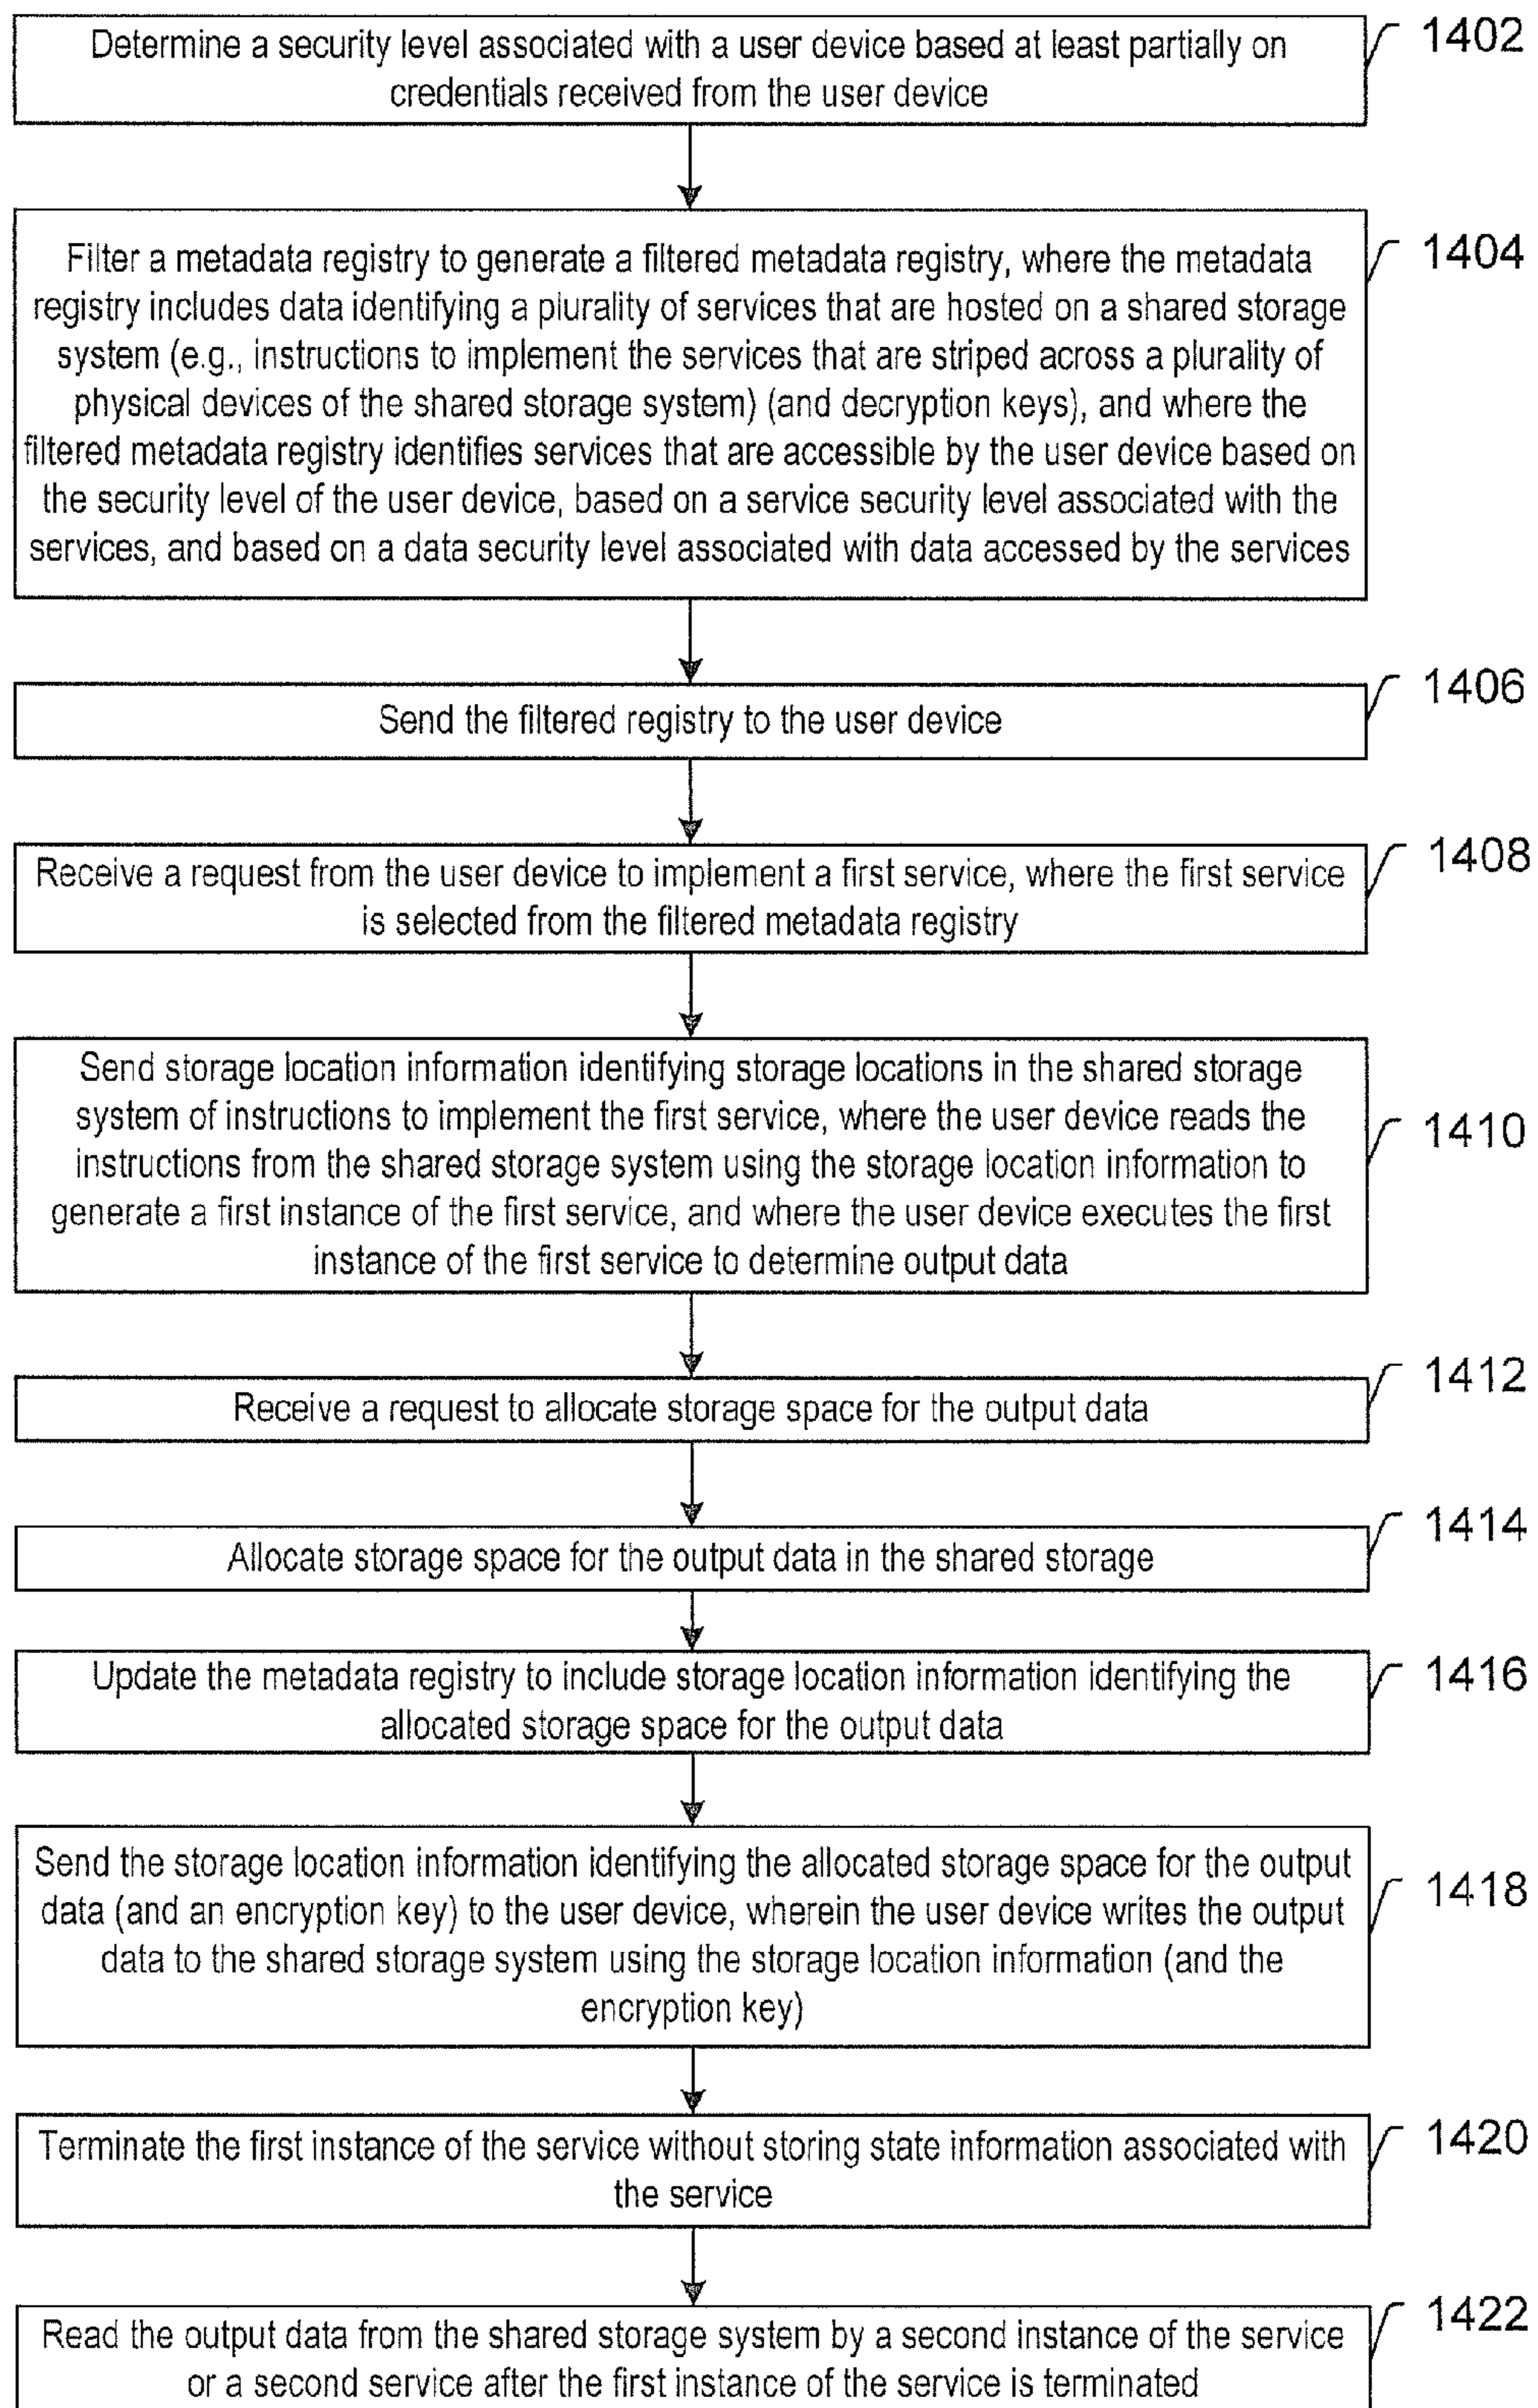 Determine a security level associated with a user device based at least partially on
credentials received from the user device
1402
Filter a metadata registry to generate a filtered metadata registry, where the metadata
registry includes data identifying a plurality of services that are hosted on a shared storage
system (e.g., instructions to implement the services that are striped across a plurality of
physical devices of the shared storage system) (and decryption keys), and where the
filtered metadata registry identifies services that are accessible by the user device based on
the security level of the user device, based on a service security level associated with the
services, and based on a data security level associated with data accessed by the services
1404
Send the filtered registry to the user device
1406
Receive a request from the user device to implement a first service, where the first service
is selected from the filtered metadata registry
1408
Send storage location information identifying storage locations in the shared storage
system of instructions to implement the first service, where the user device reads the
instructions from the shared storage system using the storage location information to
generate a first instance of the first service, and where the user device executes the first
instance of the first service to determine output data
1410
Receive a request to allocate storage space for the output data
1412
Allocate storage space for the output data in the shared storage
1414
Update the metadata registry to include storage location information identifying the
allocated storage space for the output data
1416
Send the storage location information identifying the allocated storage space for the output
data (and an encryption key) to the user device, wherein the user device writes the output
data to the shared storage system using the storage location information (and the
encryption key)
1418
Terminate the first instance of the service without storing state information associated with
the service
1420
Read the output data from the shared storage system by a second instance of the service
or a second service after the first instance of the service is terminated
1422